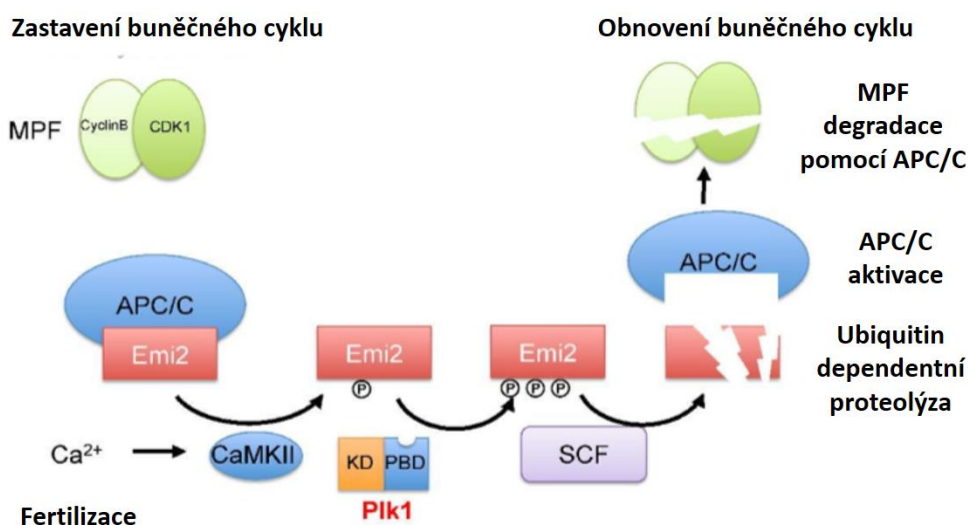 Zastavení buněčného cyklu
Obnovení buněčného cyklu
MPF
CyclinB
CDK1
MPF
degradace
pomocí APC/C
APC/C
APC/C
aktivace
APC/C
Emi2
Emi2
P
Emi2
P P P
Ubiquitin
dependentní
proteolýza
Ca²⁺
CaMKII
KD
PBD
Plk1
SCF
Fertilizace